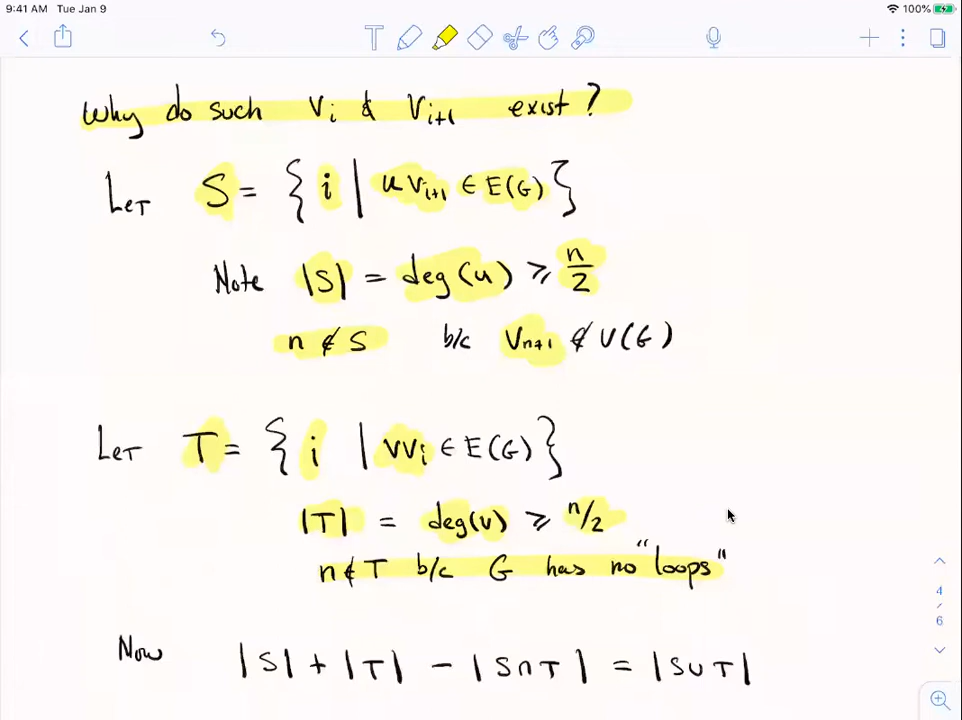 9:41 AM Tue Jan 9 100%
Why do such Vi & Vi+1 exist?
Let S = { i | u Vi+1 ∈ E(G) }
Note |S| = deg(u) ⩾ n/2
n ∉ S b/c Vn+1 ∉ V(G)
Let T = { i | vVi ∈ E(G) }
|T| = deg(v) ⩾ n/2
n ∉ T b/c G has no "loops"
Now |S| + |T| - |S∩T| = |S∪T|
4
/
6